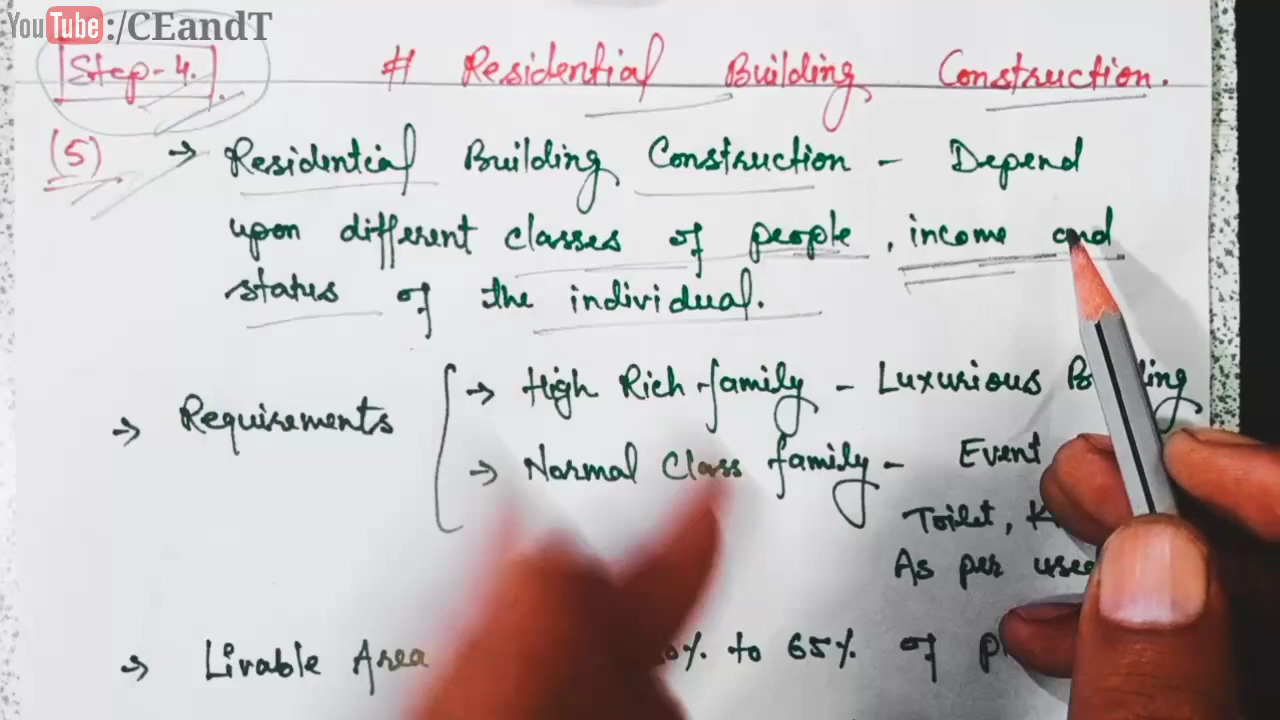 YouTube:/CEandT
Step-4. # Residential Building Construction.
(5) → Residential Building Construction - Depend
upon different classes of people, income and
status of the individual.
→ Requirements → High Rich family - Luxurious
→ Normal Class family - Event
Toilet,
As per
→ Livable Area to 65% of